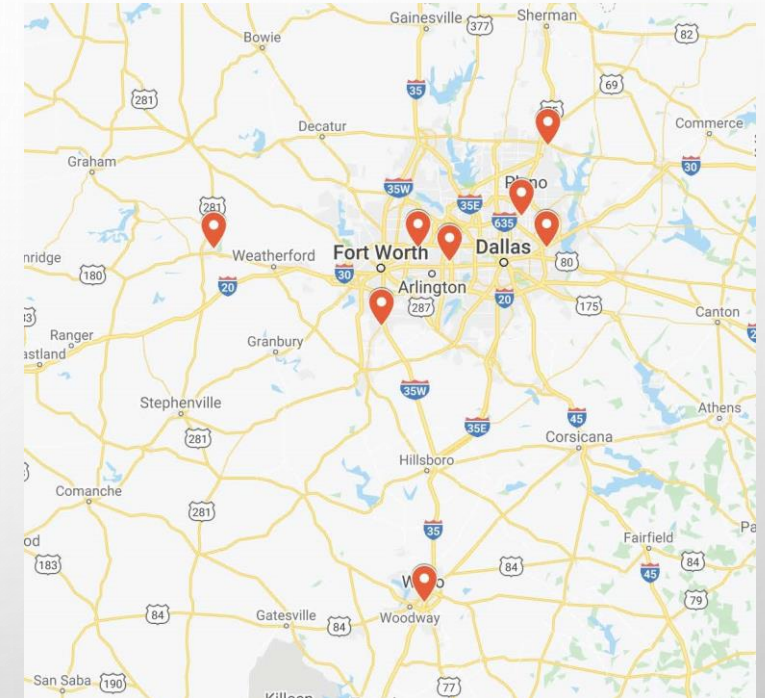 Gainesville
377
Sherman
Bowie
82
35
69
281
75
Decatur
Commerce
Graham
30
35W
35E
281
635
nridge
Weatherford
Fort Worth
Dallas
180
30
80
20
Arlington
287
20
175
Canton
Ranger
astland
Granbury
35W
Stephenville
35E
45
Athens
281
Corsicana
Hillsboro
Comanche
281
35
od
Fairfield
Pa
183
84
45
84
79
84
Gatesville
84
Woodway
San Saba
190
77
Killeen